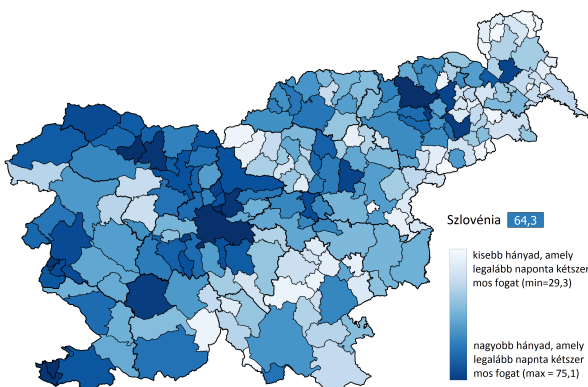 Szlovénia 64,3
kisebb hányad, amely
legalább naponta kétszer
mos fogat (min=29,3)
nagyobb hányad, amely
legalább napnta kétszer
mos fogat (max = 75,1)